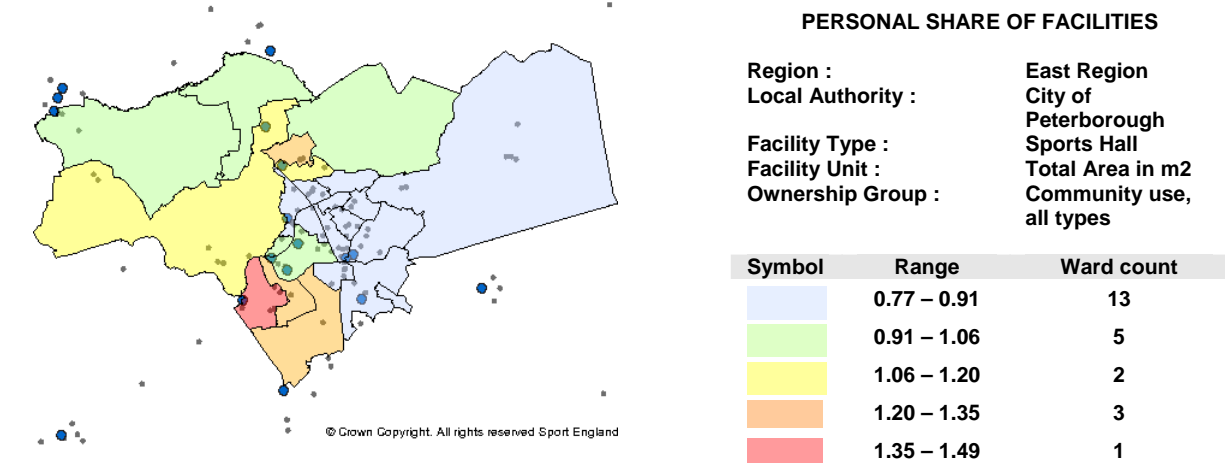 PERSONAL SHARE OF FACILITIES
Region : East Region
Local Authority : City of
Peterborough
Facility Type : Sports Hall
Facility Unit : Total Area in m2
Ownership Group : Community use,
all types
Symbol Range Ward count
0.77 – 0.91 13
0.91 – 1.06 5
1.06 – 1.20 2
1.20 – 1.35 3
1.35 – 1.49 1
© Crown Copyright. All rights reserved Sport England